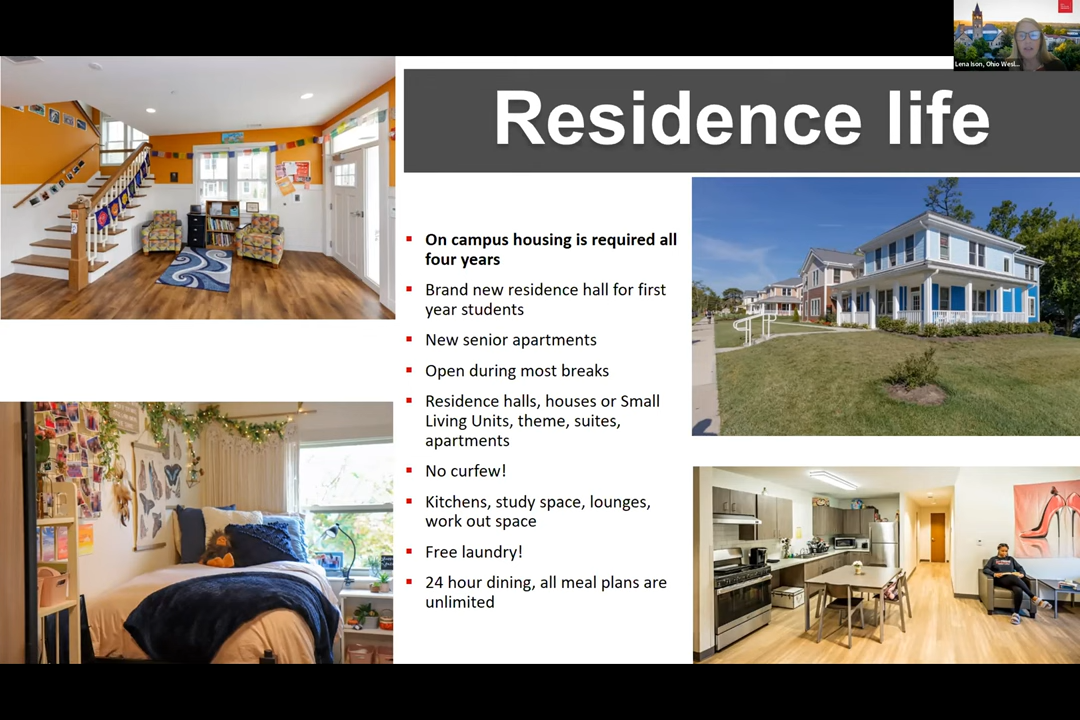 Lena Ison, Ohio Wesl...
Residence life
On campus housing is required all
four years
Brand new residence hall for first
year students
New senior apartments
Open during most breaks
Residence halls, houses or Small
Living Units, theme, suites,
apartments
No curfew!
Kitchens, study space, lounges,
work out space
Free laundry!
24 hour dining, all meal plans are
unlimited